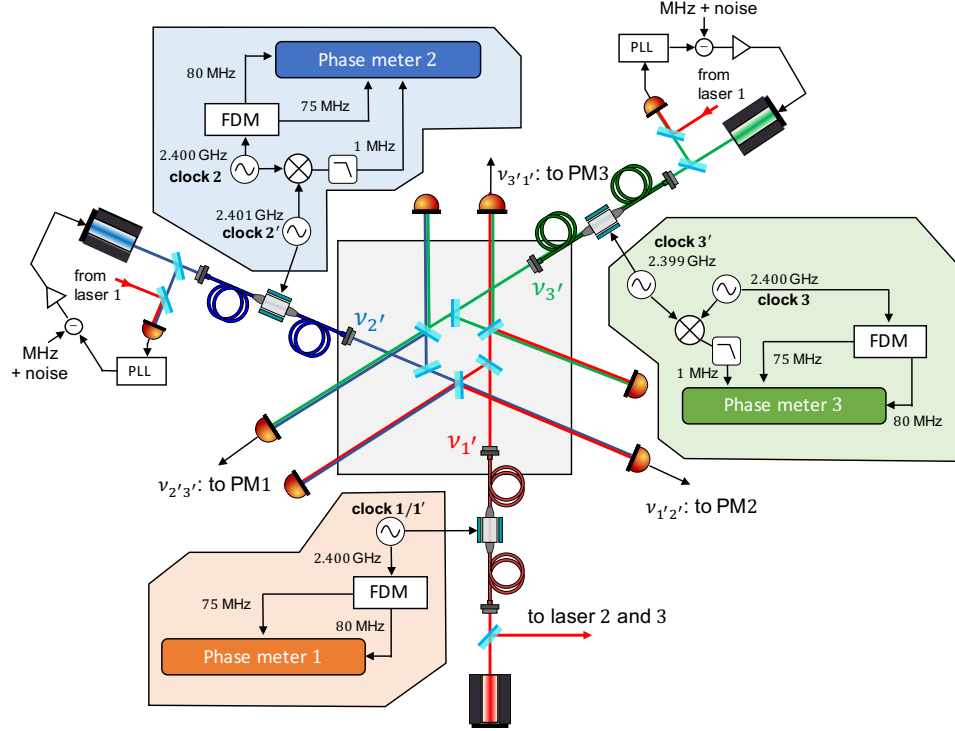 MHz + noise
PLL
−
from
laser 1
Phase meter 2
80 MHz
75 MHz
FDM
1 MHz
2.400 GHz
clock 2
2.401 GHz
clock 2′
ν3′1′: to PM3
from
laser 1
−
MHz
+ noise
PLL
ν2′
ν3′
clock 3′
2.399 GHz
2.400 GHz
clock 3
FDM
75 MHz
1 MHz
Phase meter 3
80 MHz
ν1′
ν2′3′: to PM1
ν1′2′: to PM2
clock 1/1′
2.400 GHz
FDM
75 MHz
80 MHz
Phase meter 1
to laser 2 and 3